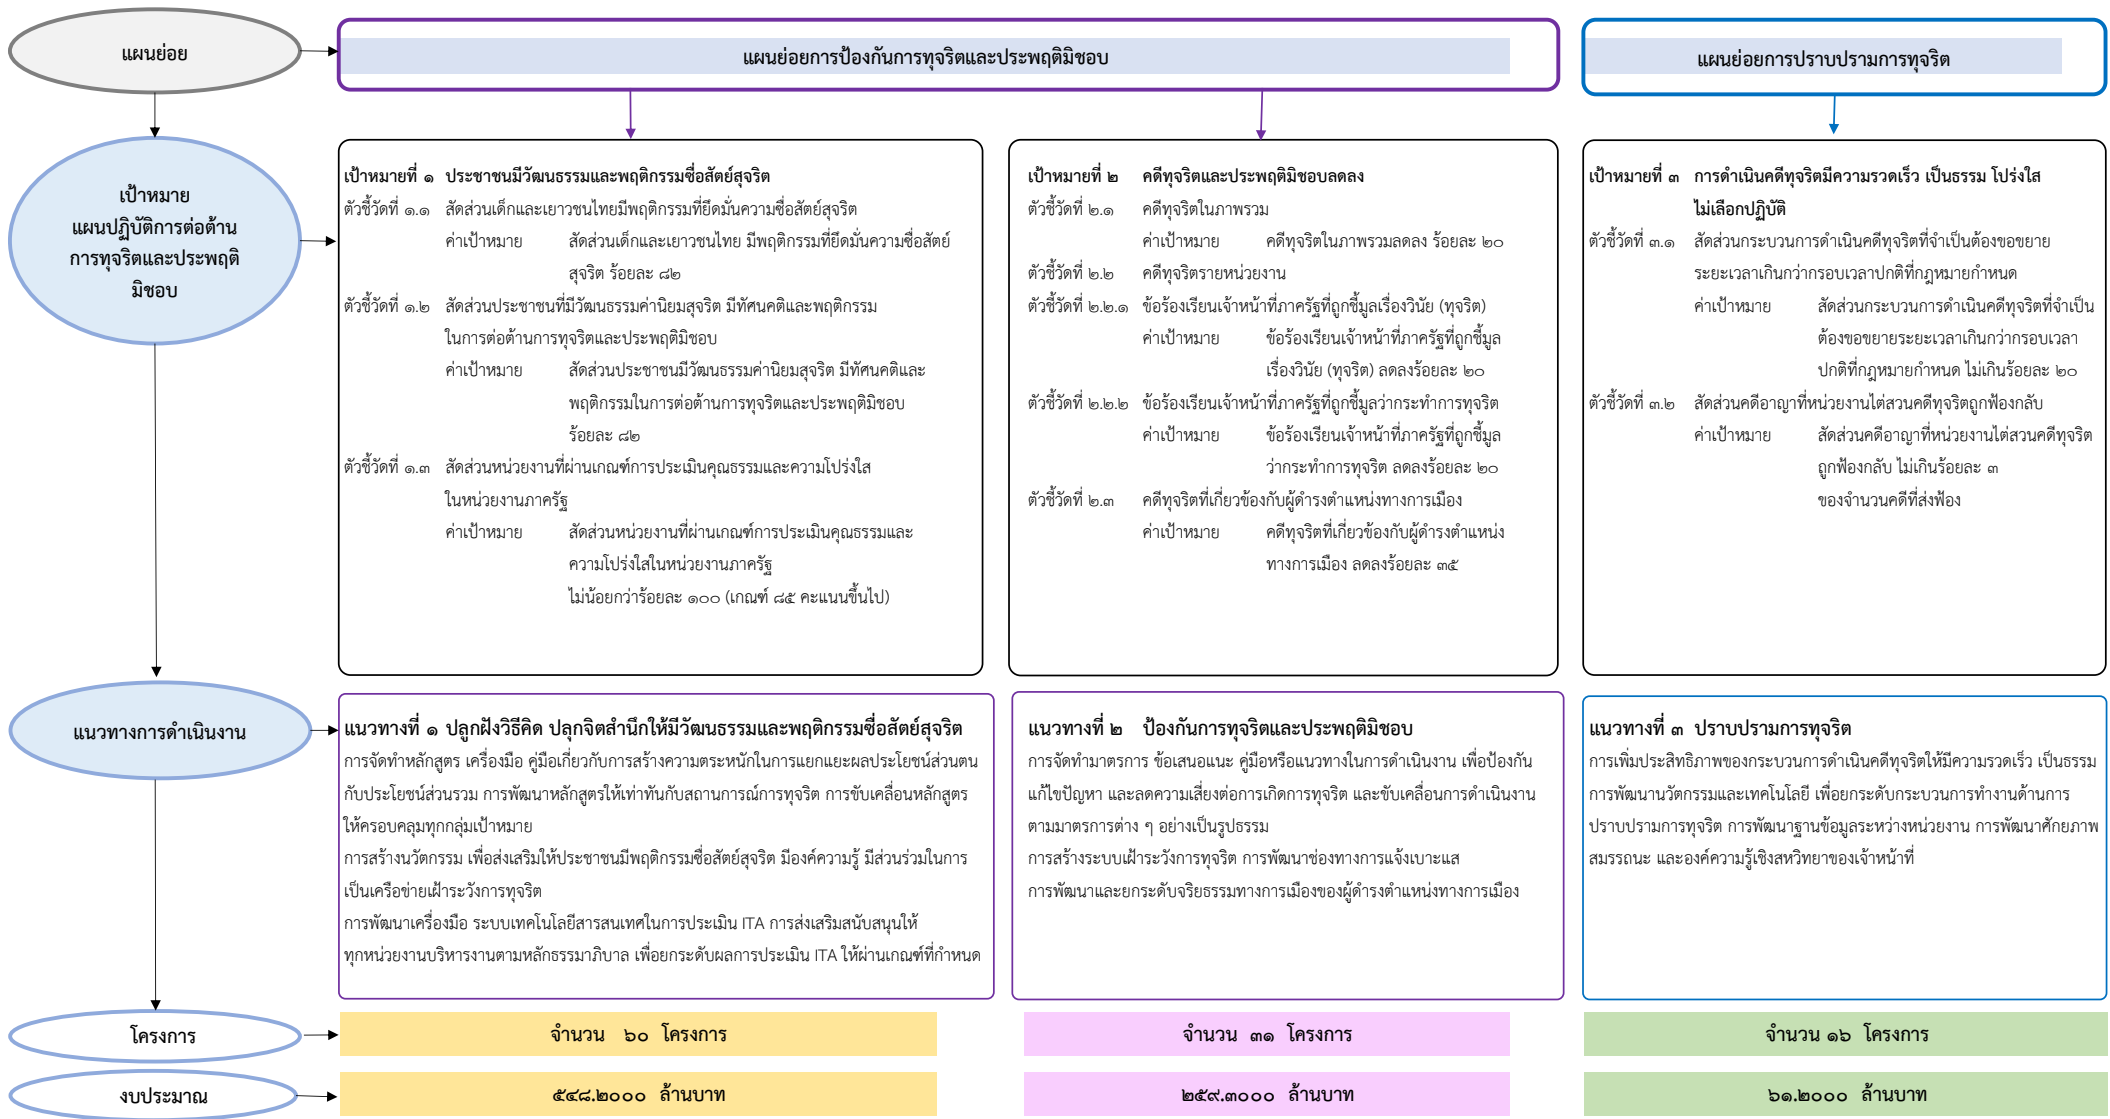 แผนย่อย
แผนย่อยการป้องกันการทุจริตและประพฤติมิชอบ
แผนย่อยการปราบปรามการทุจริต
เป้าหมาย
แผนปฏิบัติการต่อต้าน
การทุจริตและประพฤติ
มิชอบ
เป้าหมายที่ ๑ ประชาชนมีวัฒนธรรมและพฤติกรรมซื่อสัตย์สุจริต
ตัวชี้วัดที่ ๑.๑ สัดส่วนเด็กและเยาวชนไทยมีพฤติกรรมที่ยึดมั่นความซื่อสัตย์สุจริต
ค่าเป้าหมาย สัดส่วนเด็กและเยาวชนไทย มีพฤติกรรมที่ยึดมั่นความซื่อสัตย์
สุจริต ร้อยละ ๘๒
ตัวชี้วัดที่ ๑.๒ สัดส่วนประชาชนที่มีวัฒนธรรมค่านิยมสุจริต มีทัศนคติและพฤติกรรม
ในการต่อต้านการทุจริตและประพฤติมิชอบ
ค่าเป้าหมาย สัดส่วนประชาชนมีวัฒนธรรมค่านิยมสุจริต มีทัศนคติและ
พฤติกรรมในการต่อต้านการทุจริตและประพฤติมิชอบ
ร้อยละ ๘๒
ตัวชี้วัดที่ ๑.๓ สัดส่วนหน่วยงานที่ผ่านเกณฑ์การประเมินคุณธรรมและความโปร่งใส
ในหน่วยงานภาครัฐ
ค่าเป้าหมาย สัดส่วนหน่วยงานที่ผ่านเกณฑ์การประเมินคุณธรรมและ
ความโปร่งใสในหน่วยงานภาครัฐ
ไม่น้อยกว่าร้อยละ ๑๐๐ (เกณฑ์ ๘๕ คะแนนขึ้นไป)
เป้าหมายที่ ๒ คดีทุจริตและประพฤติมิชอบลดลง
ตัวชี้วัดที่ ๒.๑ คดีทุจริตในภาพรวม
ค่าเป้าหมาย คดีทุจริตในภาพรวมลดลง ร้อยละ ๒๐
ตัวชี้วัดที่ ๒.๒ คดีทุจริตรายหน่วยงาน
ตัวชี้วัดที่ ๒.๒.๑ ข้อร้องเรียนเจ้าหน้าที่ภาครัฐที่ถูกชี้มูลเรื่องวินัย (ทุจริต)
ค่าเป้าหมาย ข้อร้องเรียนเจ้าหน้าที่ภาครัฐที่ถูกชี้มูล
เรื่องวินัย (ทุจริต) ลดลงร้อยละ ๒๐
ตัวชี้วัดที่ ๒.๒.๒ ข้อร้องเรียนเจ้าหน้าที่ภาครัฐที่ถูกชี้มูลว่ากระทำการทุจริต
ค่าเป้าหมาย ข้อร้องเรียนเจ้าหน้าที่ภาครัฐที่ถูกชี้มูล
ว่ากระทำการทุจริต ลดลงร้อยละ ๒๐
ตัวชี้วัดที่ ๒.๓ คดีทุจริตที่เกี่ยวข้องกับผู้ดำรงตำแหน่งทางการเมือง
ค่าเป้าหมาย คดีทุจริตที่เกี่ยวข้องกับผู้ดำรงตำแหน่ง
ทางการเมือง ลดลงร้อยละ ๓๕
เป้าหมายที่ ๓ การดำเนินคดีทุจริตมีความรวดเร็ว เป็นธรรม โปร่งใส
ไม่เลือกปฏิบัติ
ตัวชี้วัดที่ ๓.๑ สัดส่วนกระบวนการดำเนินคดีทุจริตที่จำเป็นต้องขอขยาย
ระยะเวลาเกินกว่ากรอบเวลาปกติที่กฎหมายกำหนด
ค่าเป้าหมาย สัดส่วนกระบวนการดำเนินคดีทุจริตที่จำเป็น
ต้องขอขยายระยะเวลาเกินกว่ากรอบเวลา
ปกติที่กฎหมายกำหนด ไม่เกินร้อยละ ๒๐
ตัวชี้วัดที่ ๓.๒ สัดส่วนคดีอาญาที่หน่วยงานไต่สวนคดีทุจริตถูกฟ้องกลับ
ค่าเป้าหมาย สัดส่วนคดีอาญาที่หน่วยงานไต่สวนคดีทุจริต
ถูกฟ้องกลับ ไม่เกินร้อยละ ๓
ของจำนวนคดีที่ส่งฟ้อง
แนวทางการดำเนินงาน
แนวทางที่ ๑ ปลูกฝังวิธีคิด ปลุกจิตสำนึกให้มีวัฒนธรรมและพฤติกรรมซื่อสัตย์สุจริต
การจัดทำหลักสูตร เครื่องมือ คู่มือเกี่ยวกับการสร้างความตระหนักในการแยกแยะผลประโยชน์ส่วนตน
กับประโยชน์ส่วนรวม การพัฒนาหลักสูตรให้เท่าทันกับสถานการณ์การทุจริต การขับเคลื่อนหลักสูตร
ให้ครอบคลุมทุกกลุ่มเป้าหมาย
การสร้างนวัตกรรม เพื่อส่งเสริมให้ประชาชนมีพฤติกรรมซื่อสัตย์สุจริต มีองค์ความรู้ มีส่วนร่วมในการ
เป็นเครือข่ายเฝ้าระวังการทุจริต
การพัฒนาเครื่องมือ ระบบเทคโนโลยีสารสนเทศในการประเมิน ITA การส่งเสริมสนับสนุนให้
ทุกหน่วยงานบริหารงานตามหลักธรรมาภิบาล เพื่อยกระดับผลการประเมิน ITA ให้ผ่านเกณฑ์ที่กำหนด
แนวทางที่ ๒ ป้องกันการทุจริตและประพฤติมิชอบ
การจัดทำมาตรการ ข้อเสนอแนะ คู่มือหรือแนวทางในการดำเนินงาน เพื่อป้องกัน
แก้ไขปัญหา และลดความเสี่ยงต่อการเกิดการทุจริต และขับเคลื่อนการดำเนินงาน
ตามมาตรการต่าง ๆ อย่างเป็นรูปธรรม
การสร้างระบบเฝ้าระวังการทุจริต การพัฒนาช่องทางการแจ้งเบาะแส
การพัฒนาและยกระดับจริยธรรมทางการเมืองของผู้ดำรงตำแหน่งทางการเมือง
แนวทางที่ ๓ ปราบปรามการทุจริต
การเพิ่มประสิทธิภาพของกระบวนการดำเนินคดีทุจริตให้มีความรวดเร็ว เป็นธรรม
การพัฒนานวัตกรรมและเทคโนโลยี เพื่อยกระดับกระบวนการทำงานด้านการ
ปราบปรามการทุจริต การพัฒนาฐานข้อมูลระหว่างหน่วยงาน การพัฒนาศักยภาพ
สมรรถนะ และองค์ความรู้เชิงสหวิทยาของเจ้าหน้าที่
โครงการ
จำนวน ๖๐ โครงการ
จำนวน ๓๑ โครงการ
จำนวน ๑๖ โครงการ
งบประมาณ
๕๔๘.๒๐๐๐ ล้านบาท
๒๕๙.๓๐๐๐ ล้านบาท
๖๑.๒๐๐๐ ล้านบาท